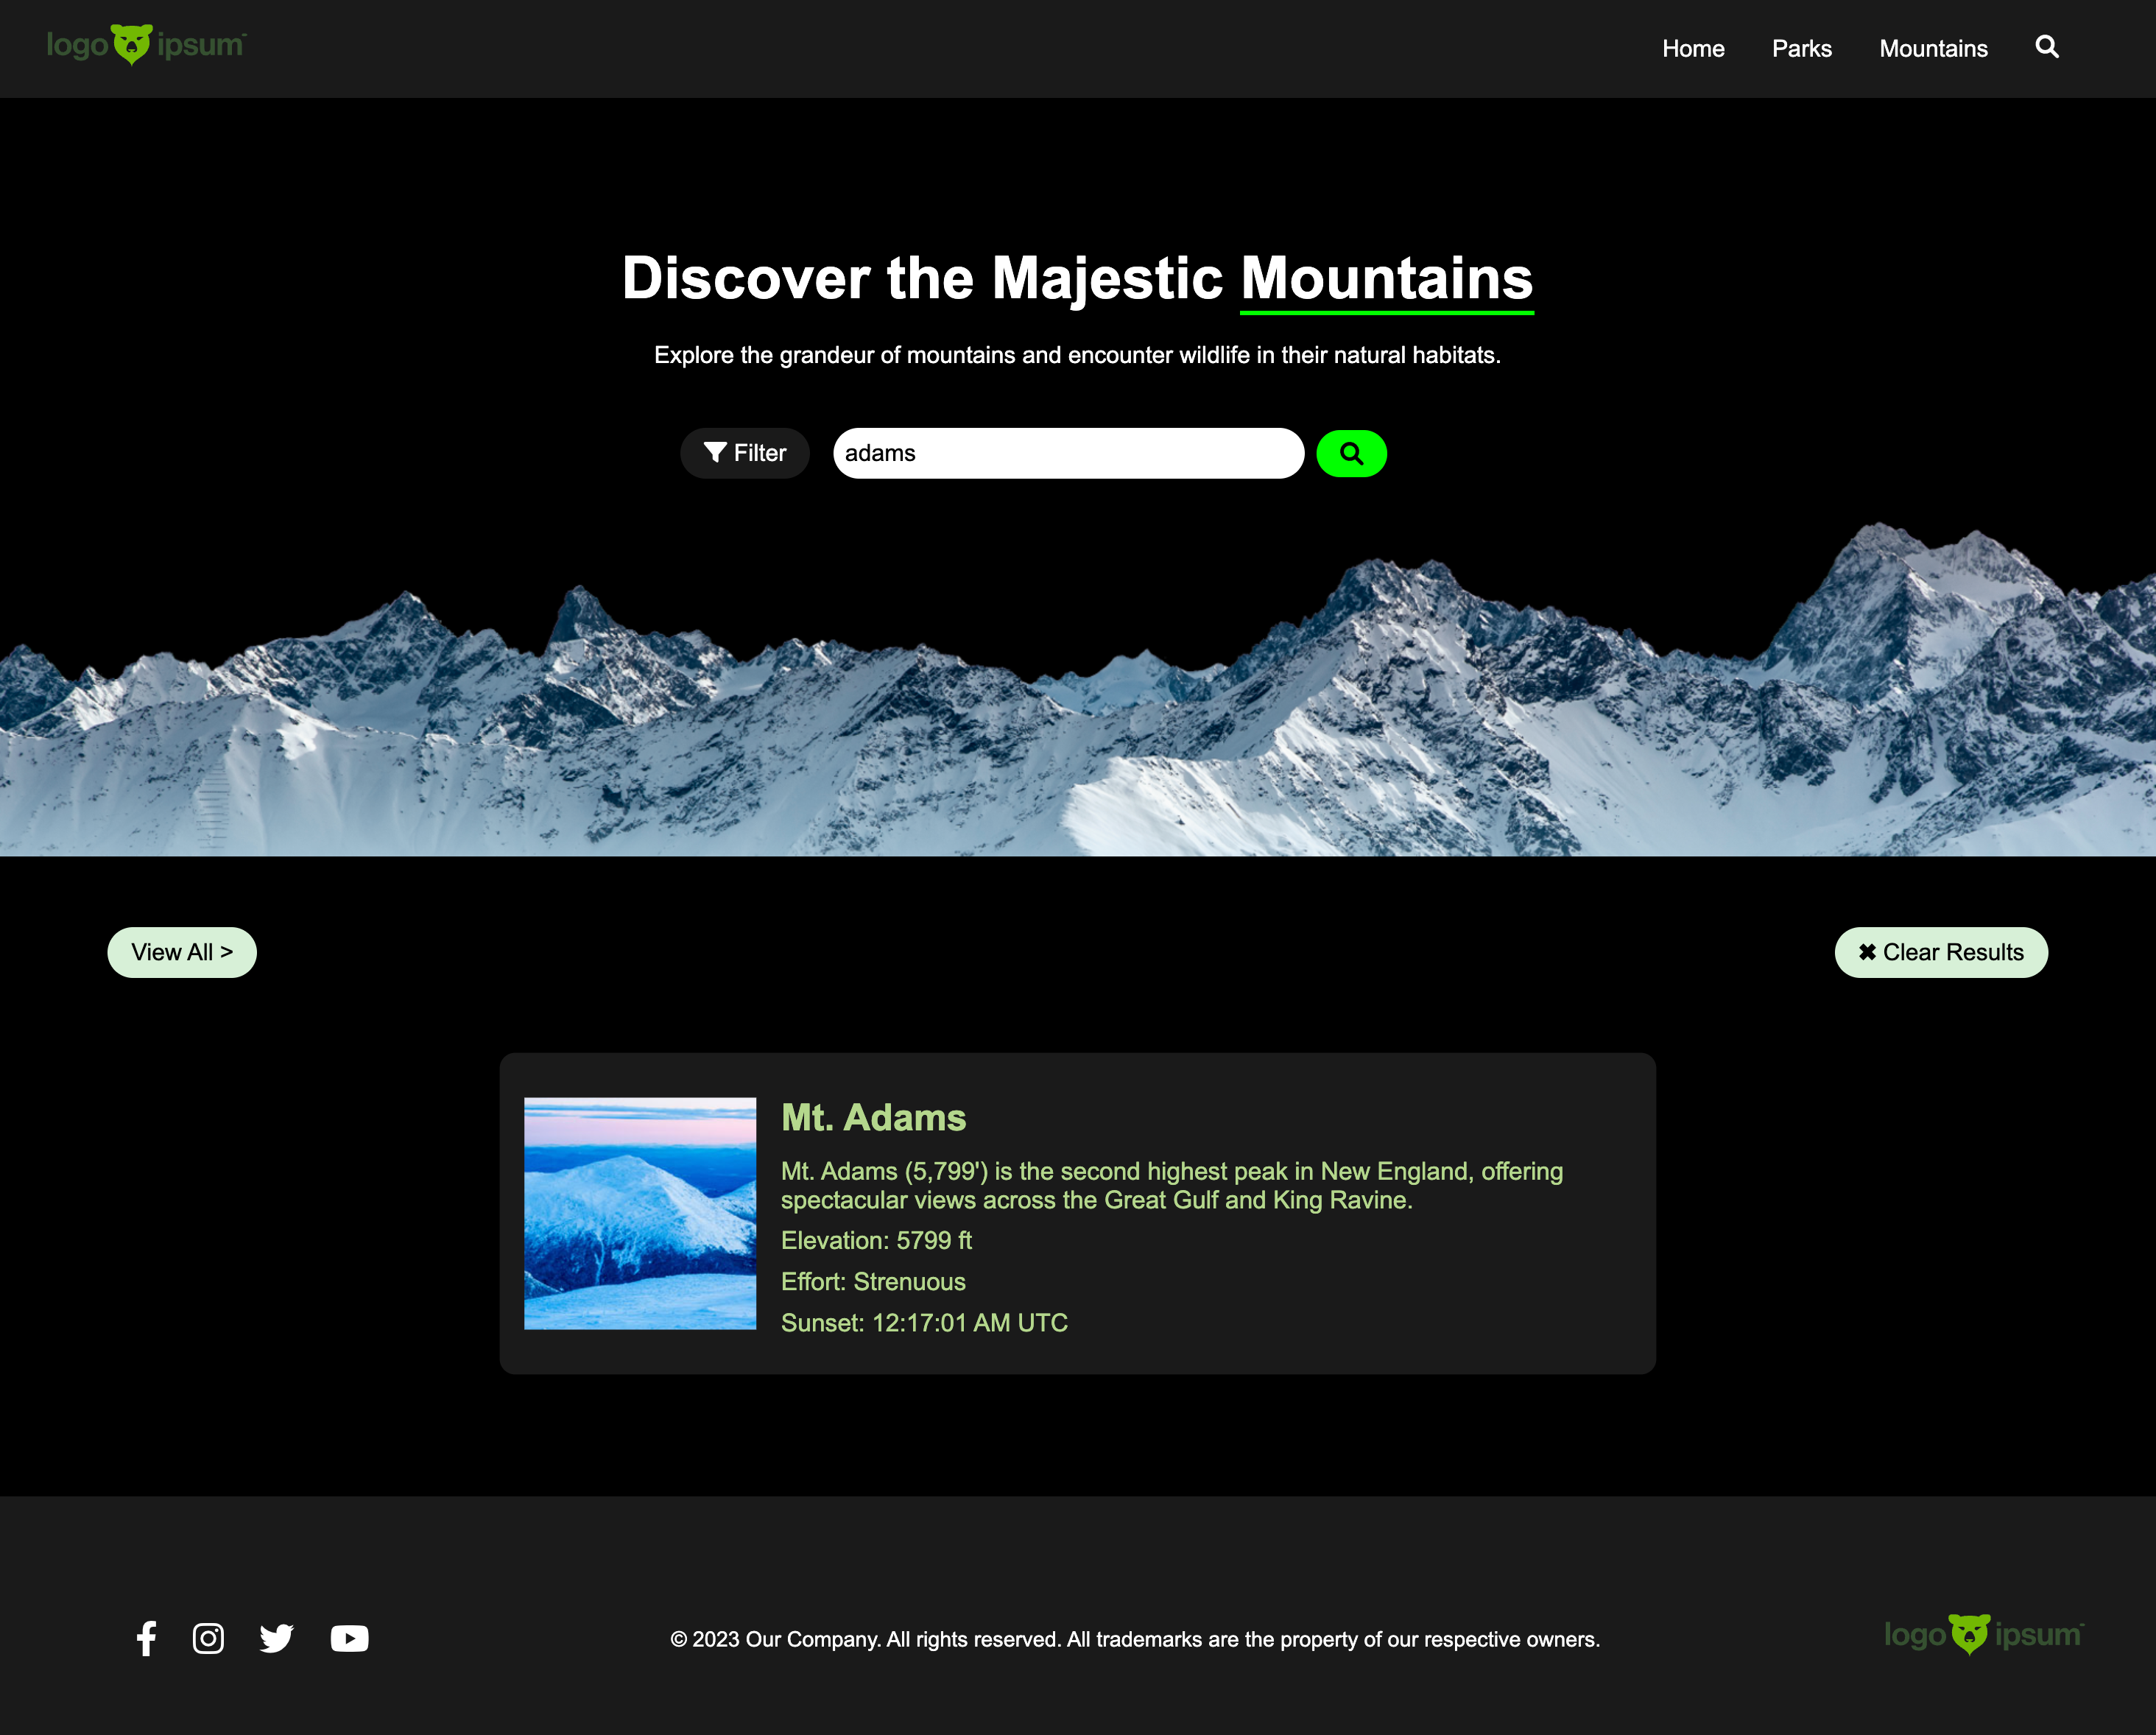 logo ipsum
Home Parks Mountains
Discover the Majestic Mountains
Explore the grandeur of mountains and encounter wildlife in their natural habitats.
Filter
adams
View All >
✖ Clear Results
Mt. Adams
Mt. Adams (5,799') is the second highest peak in New England, offering
spectacular views across the Great Gulf and King Ravine.
Elevation: 5799 ft
Effort: Strenuous
Sunset: 12:17:01 AM UTC
© 2023 Our Company. All rights reserved. All trademarks are the property of our respective owners.
logo ipsum